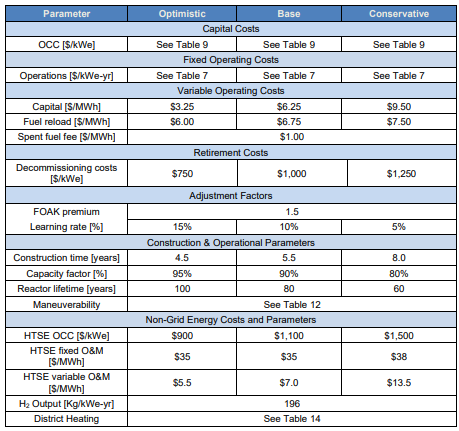 Parameter Optimistic Base Conservative
Capital Costs
OCC [$/kWe] See Table 9 See Table 9 See Table 9
Fixed Operating Costs
Operations [$/kWe-yr] See Table 7 See Table 7 See Table 7
Variable Operating Costs
Capital [$/MWh] $3.25 $6.25 $9.50
Fuel reload [$/MWh] $6.00 $6.75 $7.50
Spent fuel fee [$/MWh] $1.00
Retirement Costs
Decommissioning costs
[$/kWe] $750 $1,000 $1,250
Adjustment Factors
FOAK premium 1.5
Learning rate [%] 15% 10% 5%
Construction & Operational Parameters
Construction time [years] 4.5 5.5 8.0
Capacity factor [%] 95% 90% 80%
Reactor lifetime [years] 100 80 60
Maneuverability See Table 12
Non-Grid Energy Costs and Parameters
HTSE OCC [$/kWe] $900 $1,100 $1,500
HTSE fixed O&M
[$/MWh] $35 $35 $38
HTSE variable O&M
[$/MWh] $5.5 $7.0 $13.5
H₂ Output [Kg/kWe-yr] 196
District Heating See Table 14